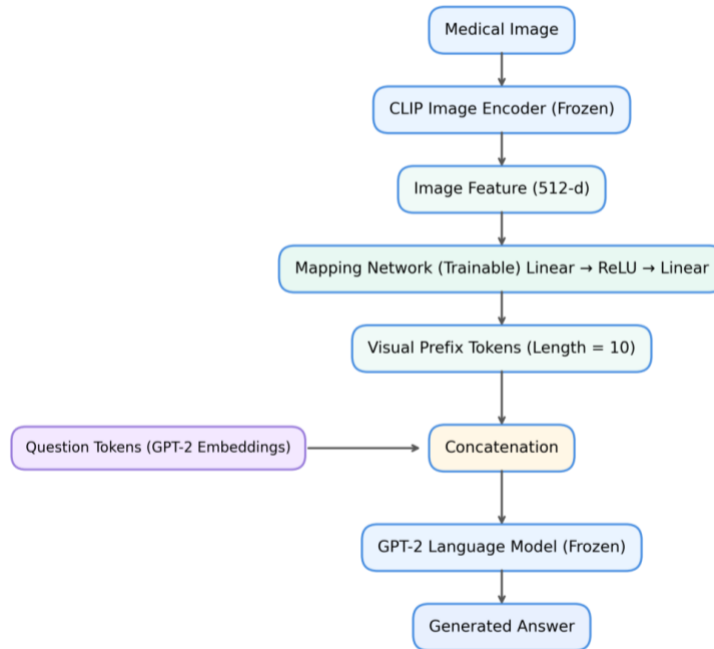 Medical Image
CLIP Image Encoder (Frozen)
Image Feature (512-d)
Mapping Network (Trainable) Linear → ReLU → Linear
Visual Prefix Tokens (Length = 10)
Question Tokens (GPT-2 Embeddings)
Concatenation
GPT-2 Language Model (Frozen)
Generated Answer